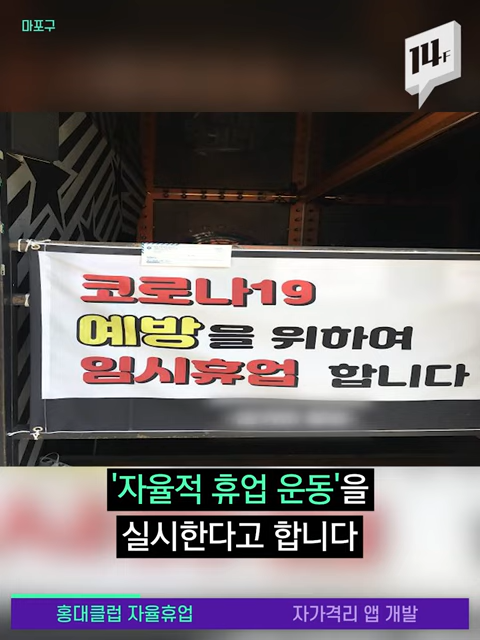 마포구
14F
코로나19
예방을 위하여
임시휴업 합니다
'자율적 휴업 운동'을
실시한다고 합니다
홍대클럽 자율휴업
자가격리 앱 개발